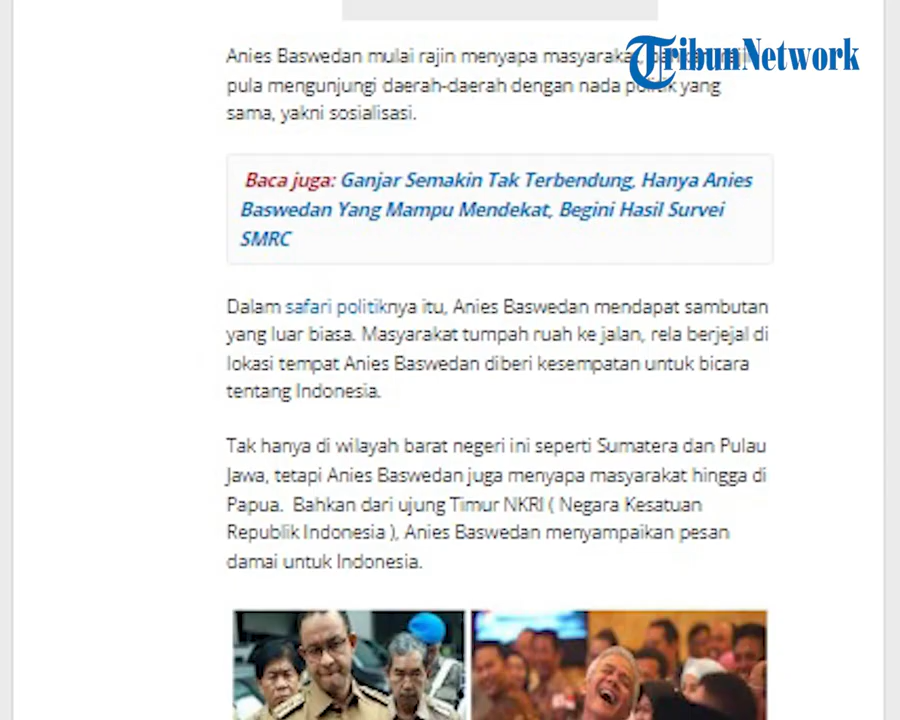 TribunNetwork
Anies Baswedan mulai rajin menyapa masyarakat,
pula mengunjungi daerah-daerah dengan nada politik yang
sama, yakni sosialisasi.
Baca juga: Ganjar Semakin Tak Terbendung, Hanya Anies
Baswedan Yang Mampu Mendekat, Begini Hasil Survei
SMRC
Dalam safari politiknya itu, Anies Baswedan mendapat sambutan
yang luar biasa. Masyarakat tumpah ruah ke jalan, rela berjejal di
lokasi tempat Anies Baswedan diberi kesempatan untuk bicara
tentang Indonesia.
Tak hanya di wilayah barat negeri ini seperti Sumatera dan Pulau
Jawa, tetapi Anies Baswedan juga menyapa masyarakat hingga di
Papua. Bahkan dari ujung Timur NKRI ( Negara Kesatuan
Republik Indonesia ), Anies Baswedan menyampaikan pesan
damai untuk Indonesia.